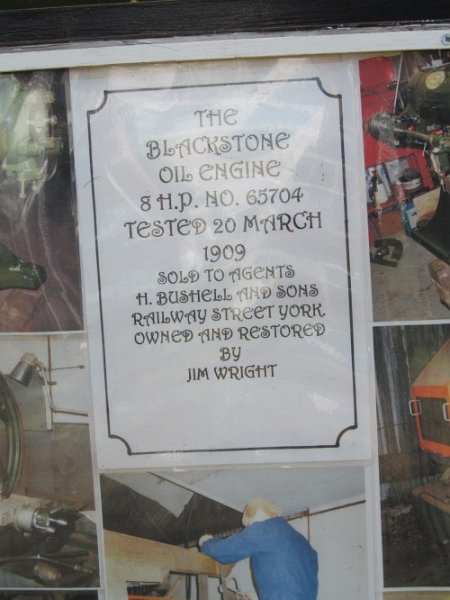 THE
BLACKSTONE
OIL ENGINE
8 H.P. NO. 65704
TESTED 20 MARCH
1909
SOLD TO AGENTS
H. BUSHELL AND SONS
RAILWAY STREET YORK.
OWNED AND RESTORED
BY
JIM WRIGHT